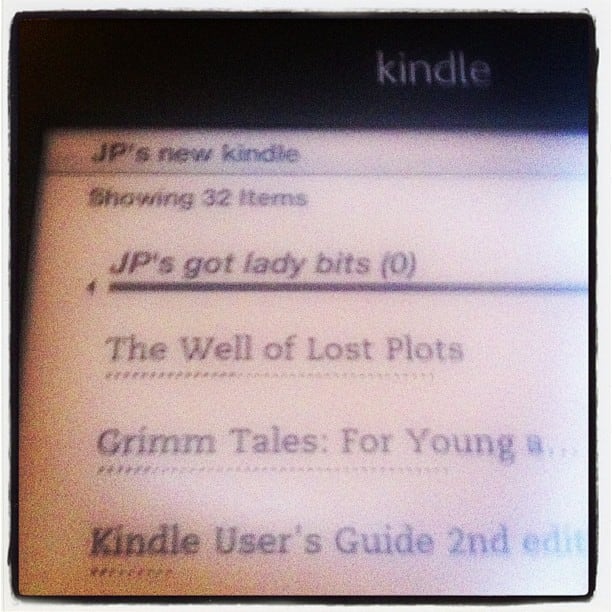 kindle
JP's new kindle
Showing 32 Items
JP's got lady bits (0)
The Well of Lost Plots
Grimm Tales: For Young a...
Kindle User's Guide 2nd edit